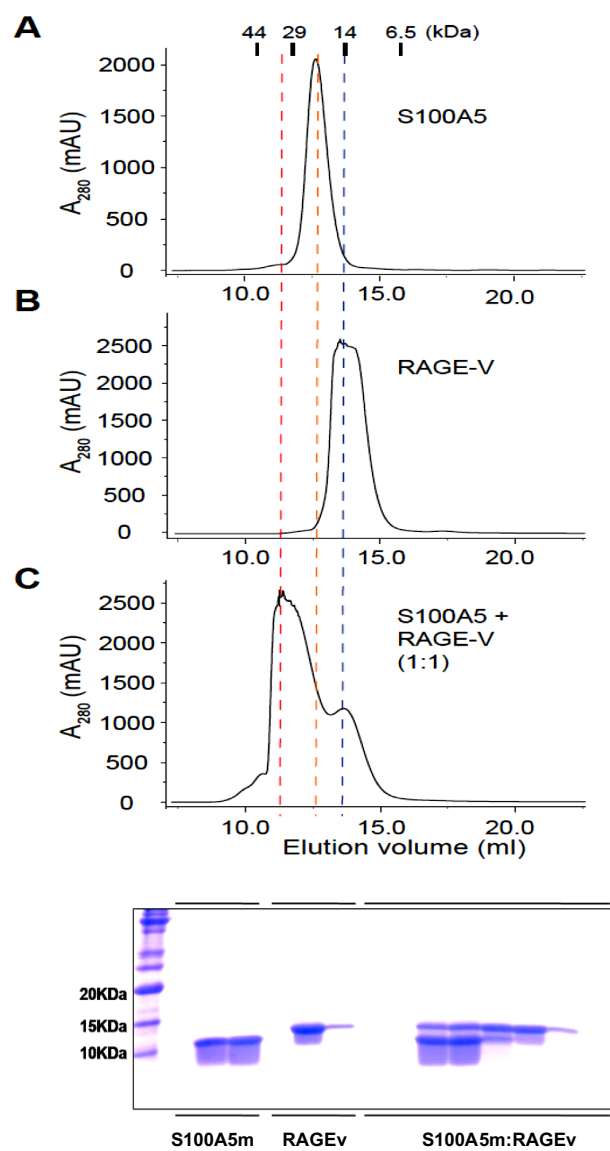 A
44 29 14 6.5 (kDa)
2000
1500
1000
500
0
A280 (mAU)
S100A5
10.0 15.0 20.0
B
2500
2000
1500
1000
500
0
A280 (mAU)
RAGE-V
10.0 15.0 20.0
C
2500
2000
1500
1000
500
0
A280 (mAU)
S100A5 +
RAGE-V
(1:1)
10.0 15.0 20.0
Elution volume (ml)
20KDa
15KDa
10KDa
S100A5m RAGEv S100A5m:RAGEv